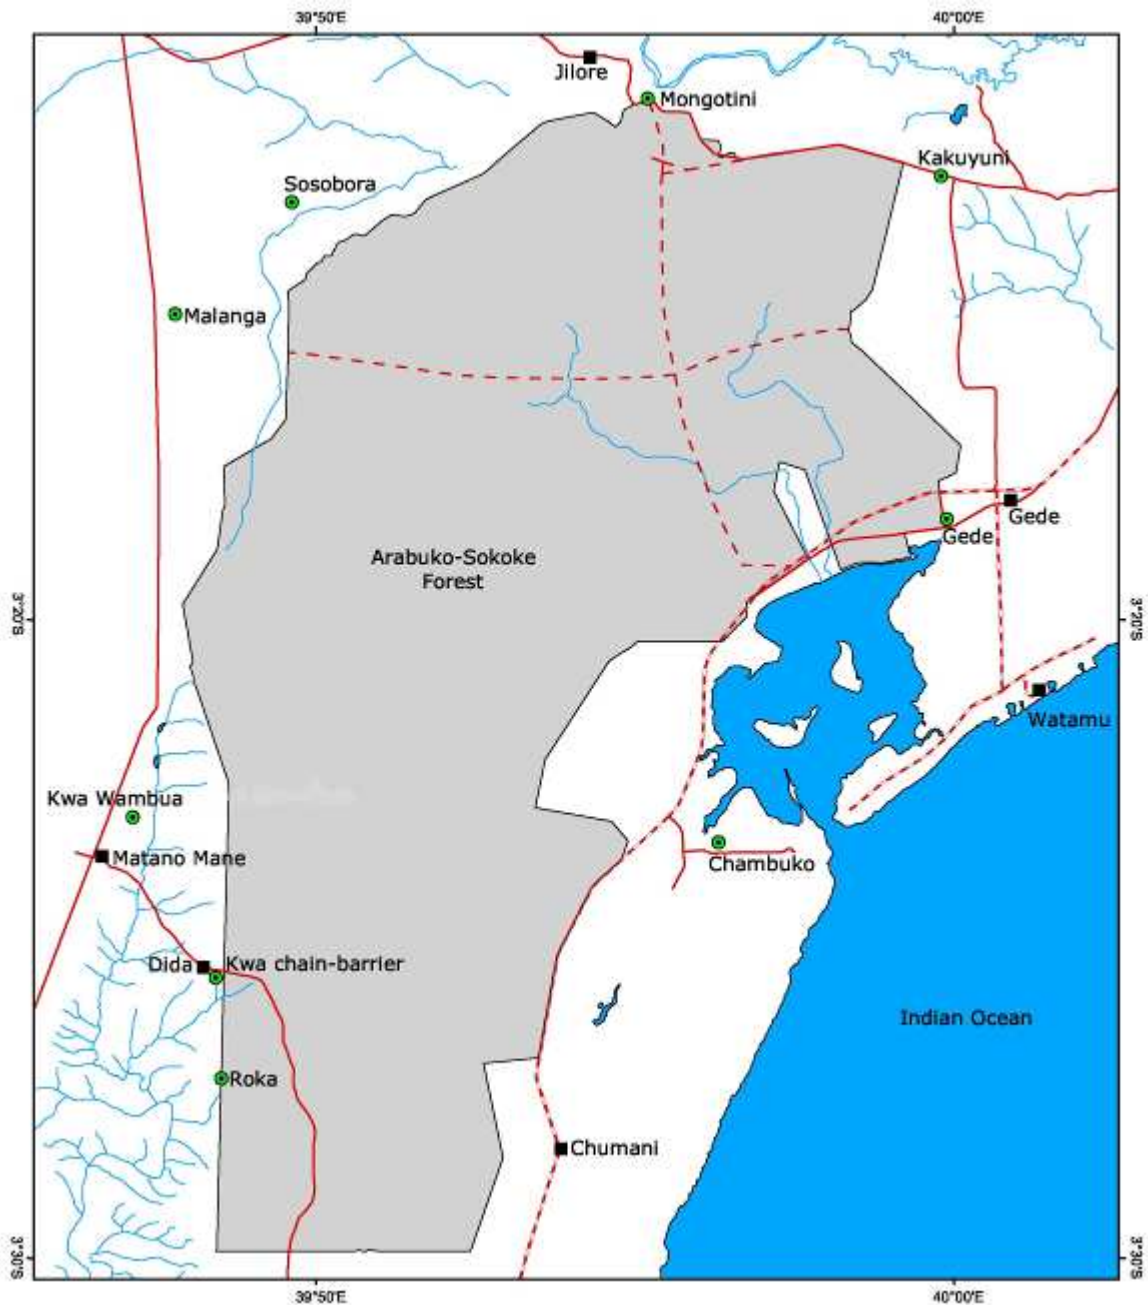 39°50'E
40°00'E
Jilore
Mongotini
Kakuyuni
Sosobora
Malanga
Gede
Gede
Arabuko-Sokoke
Forest
3°20'S
3°20'S
Watamu
Kwa Wambua
Matano Mane
Chambuko
Dida
Kwa chain-barrier
Indian Ocean
Roka
Chumani
3°30'S
3°30'S
39°50'E
40°00'E